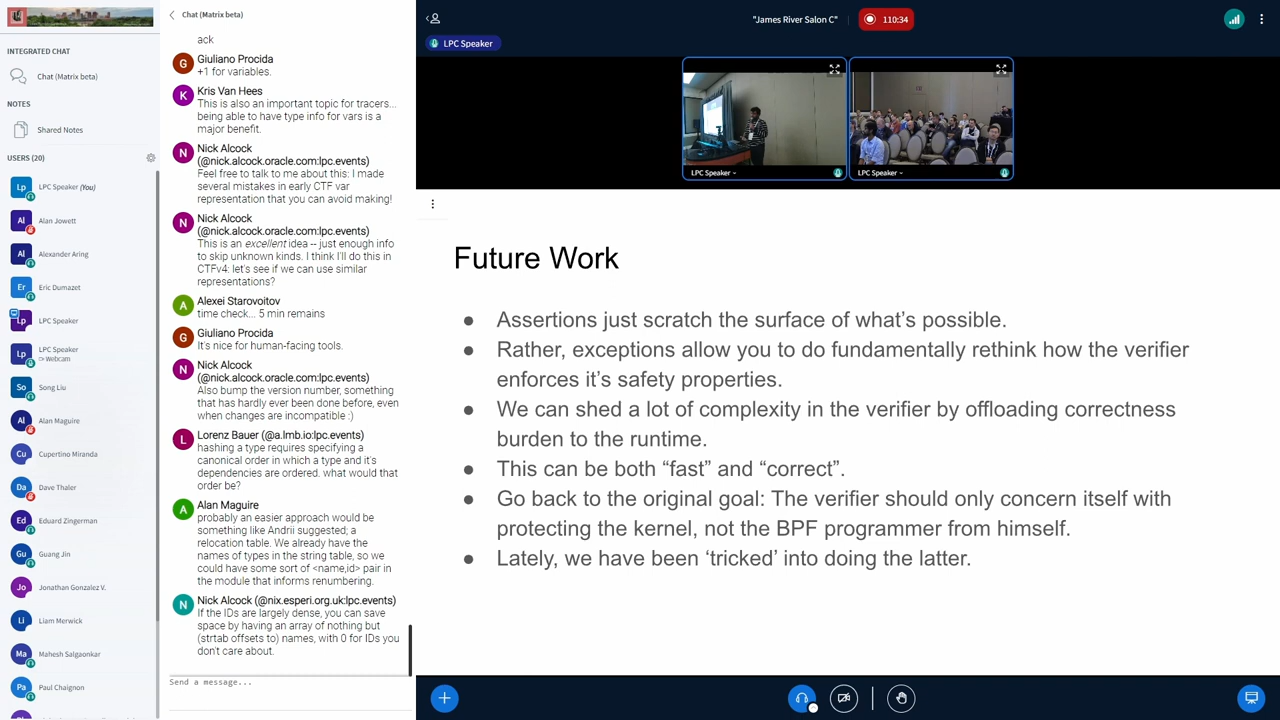 INTEGRATED CHAT
Chat (Matrix beta)
NOTES
Shared Notes
USERS (20)
Lp LPC Speaker (You)
Al Alan Jowett
Al Alexander Aring
Er Eric Dumazet
Lp LPC Speaker
Lp LPC Speaker
Webcam
So Song Liu
Al Alan Maguire
Cu Cupertino Miranda
Da Dave Thaler
Ed Eduard Zingerman
Gu Guang Jin
Jo Jonathan Gonzalez V.
Li Liam Merwick
Ma Mahesh Salgaonkar
Pa Paul Chaignon
Chat (Matrix beta)
ack
G Giuliano Procida
+1 for variables.
K Kris Van Hees
This is also an important topic for tracers...
being able to have type info for vars is a
major benefit.
N Nick Alcock
(@nick.alcock.oracle.com:lpc.events)
Feel free to talk to me about this: I made
several mistakes in early CTF var
representation that you can avoid making!
N Nick Alcock
(@nick.alcock.oracle.com:lpc.events)
This is an excellent idea -- just enough info
to skip unknown kinds. I think I'll do this in
CTFv4: let's see if we can use similar
representations?
A Alexei Starovoitov
time check... 5 min remains
G Giuliano Procida
It's nice for human-facing tools.
N Nick Alcock
(@nick.alcock.oracle.com:lpc.events)
Also bump the version number, something
that has hardly ever been done before, even
when changes are incompatible :)
L Lorenz Bauer (@a.lmb.io:lpc.events)
hashing a type requires specifying a
canonical order in which a type and it's
dependencies are ordered. what would that
order be?
A Alan Maguire
probably an easier approach would be
something like Andrii suggested; a
relocation table. We already have the
names of types in the string table, so we
could have some sort of <name,id> pair in
the module that informs renumbering.
N Nick Alcock (@nix.esperi.org.uk:lpc.events)
If the IDs are largely dense, you can save
space by having an array of nothing but
(strtab offsets to) names, with 0 for IDs you
don't care about.
Send a message...
"James River Salon C"
110:34
LPC Speaker
LPC Speaker
LPC Speaker
Future Work
● Assertions just scratch the surface of what’s possible.
● Rather, exceptions allow you to do fundamentally rethink how the verifier
enforces it’s safety properties.
● We can shed a lot of complexity in the verifier by offloading correctness
burden to the runtime.
● This can be both “fast” and “correct”.
● Go back to the original goal: The verifier should only concern itself with
protecting the kernel, not the BPF programmer from himself.
● Lately, we have been ‘tricked’ into doing the latter.